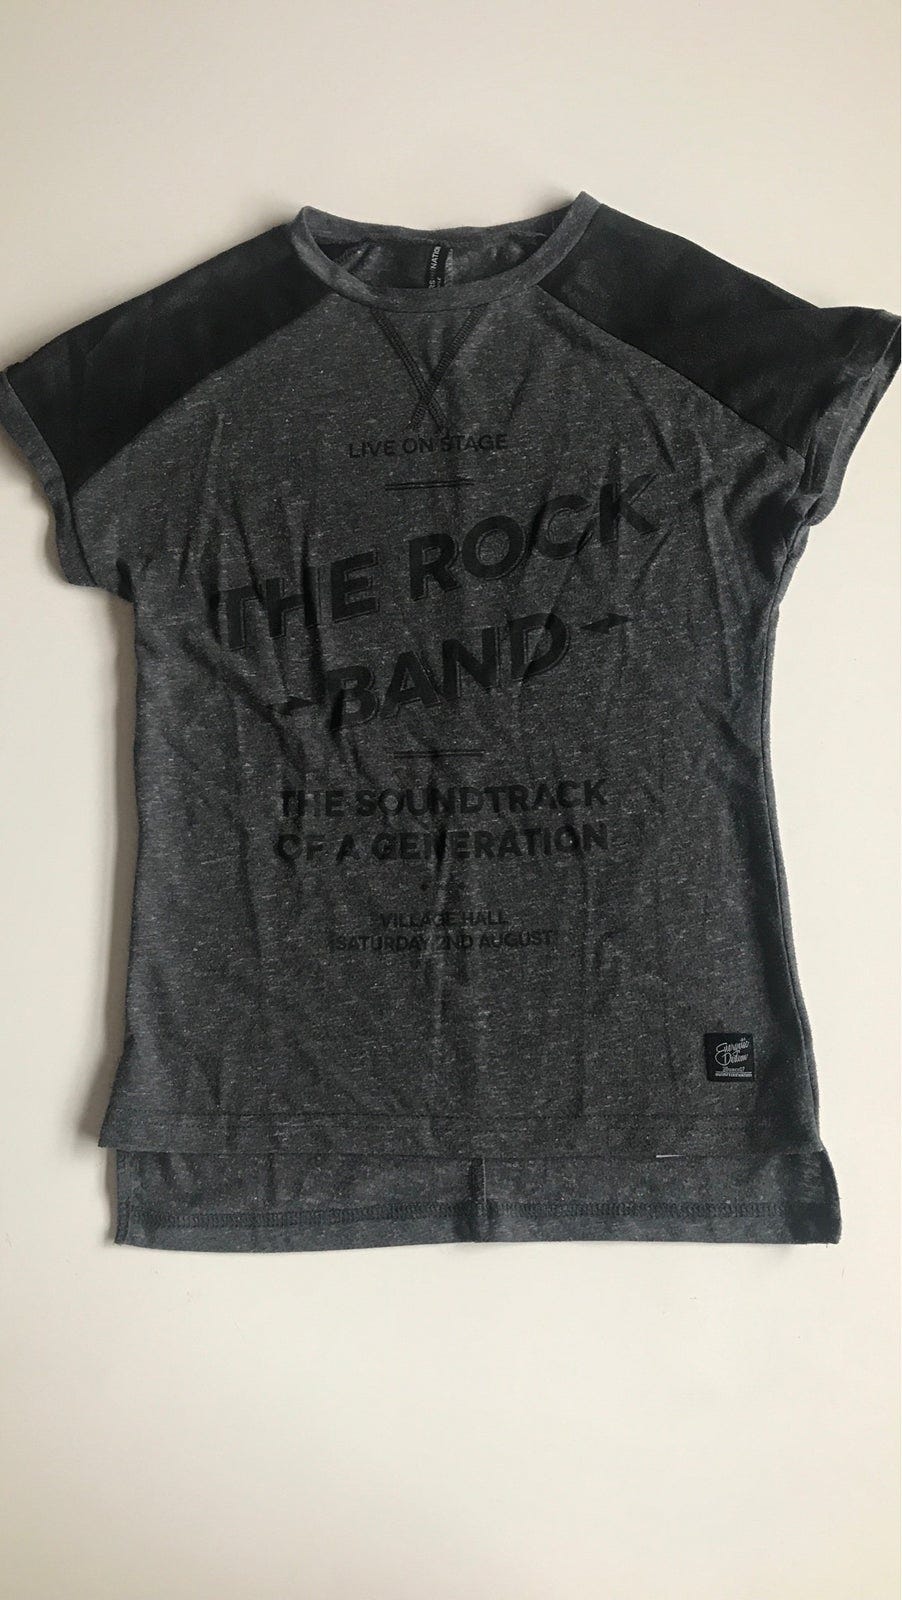 LIVE ON STAGE
THE ROCK
BAND
THE SOUNDTRACK
OF A GENERATION
VILLAGE HALL
SATURDAY 2ND AUGUST